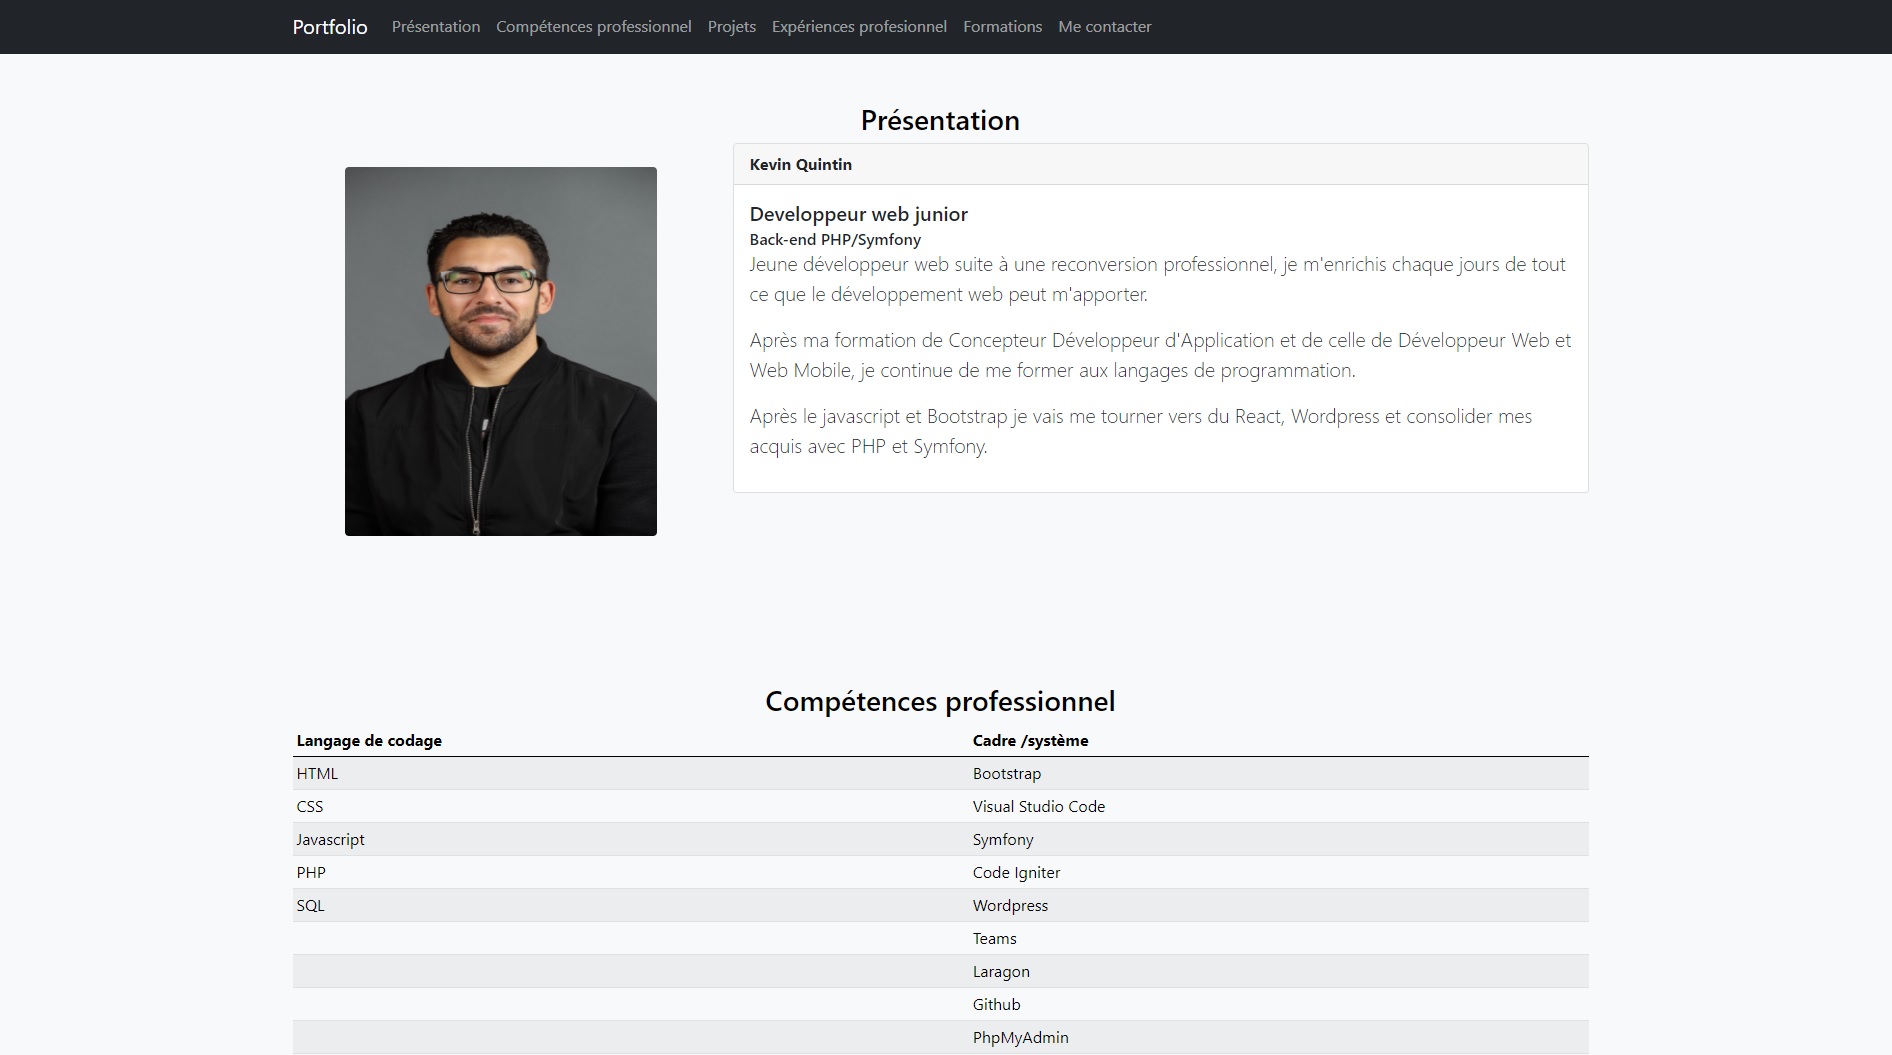 Portfolio Présentation Compétences professionnel Projets Expériences profesionnel Formations Me contacter
Présentation
Kevin Quintin
Developpeur web junior
Back-end PHP/Symfony
Jeune développeur web suite à une reconversion professionnel, je m'enrichis chaque jours de tout
ce que le développement web peut m'apporter.
Après ma formation de Concepteur Développeur d'Application et de celle de Développeur Web et
Web Mobile, je continue de me former aux langages de programmation.
Après le javascript et Bootstrap je vais me tourner vers du React, Wordpress et consolider mes
acquis avec PHP et Symfony.
Compétences professionnel
Langage de codage Cadre /système
HTML Bootstrap
CSS Visual Studio Code
Javascript Symfony
PHP Code Igniter
SQL Wordpress
Teams
Laragon
Github
PhpMyAdmin